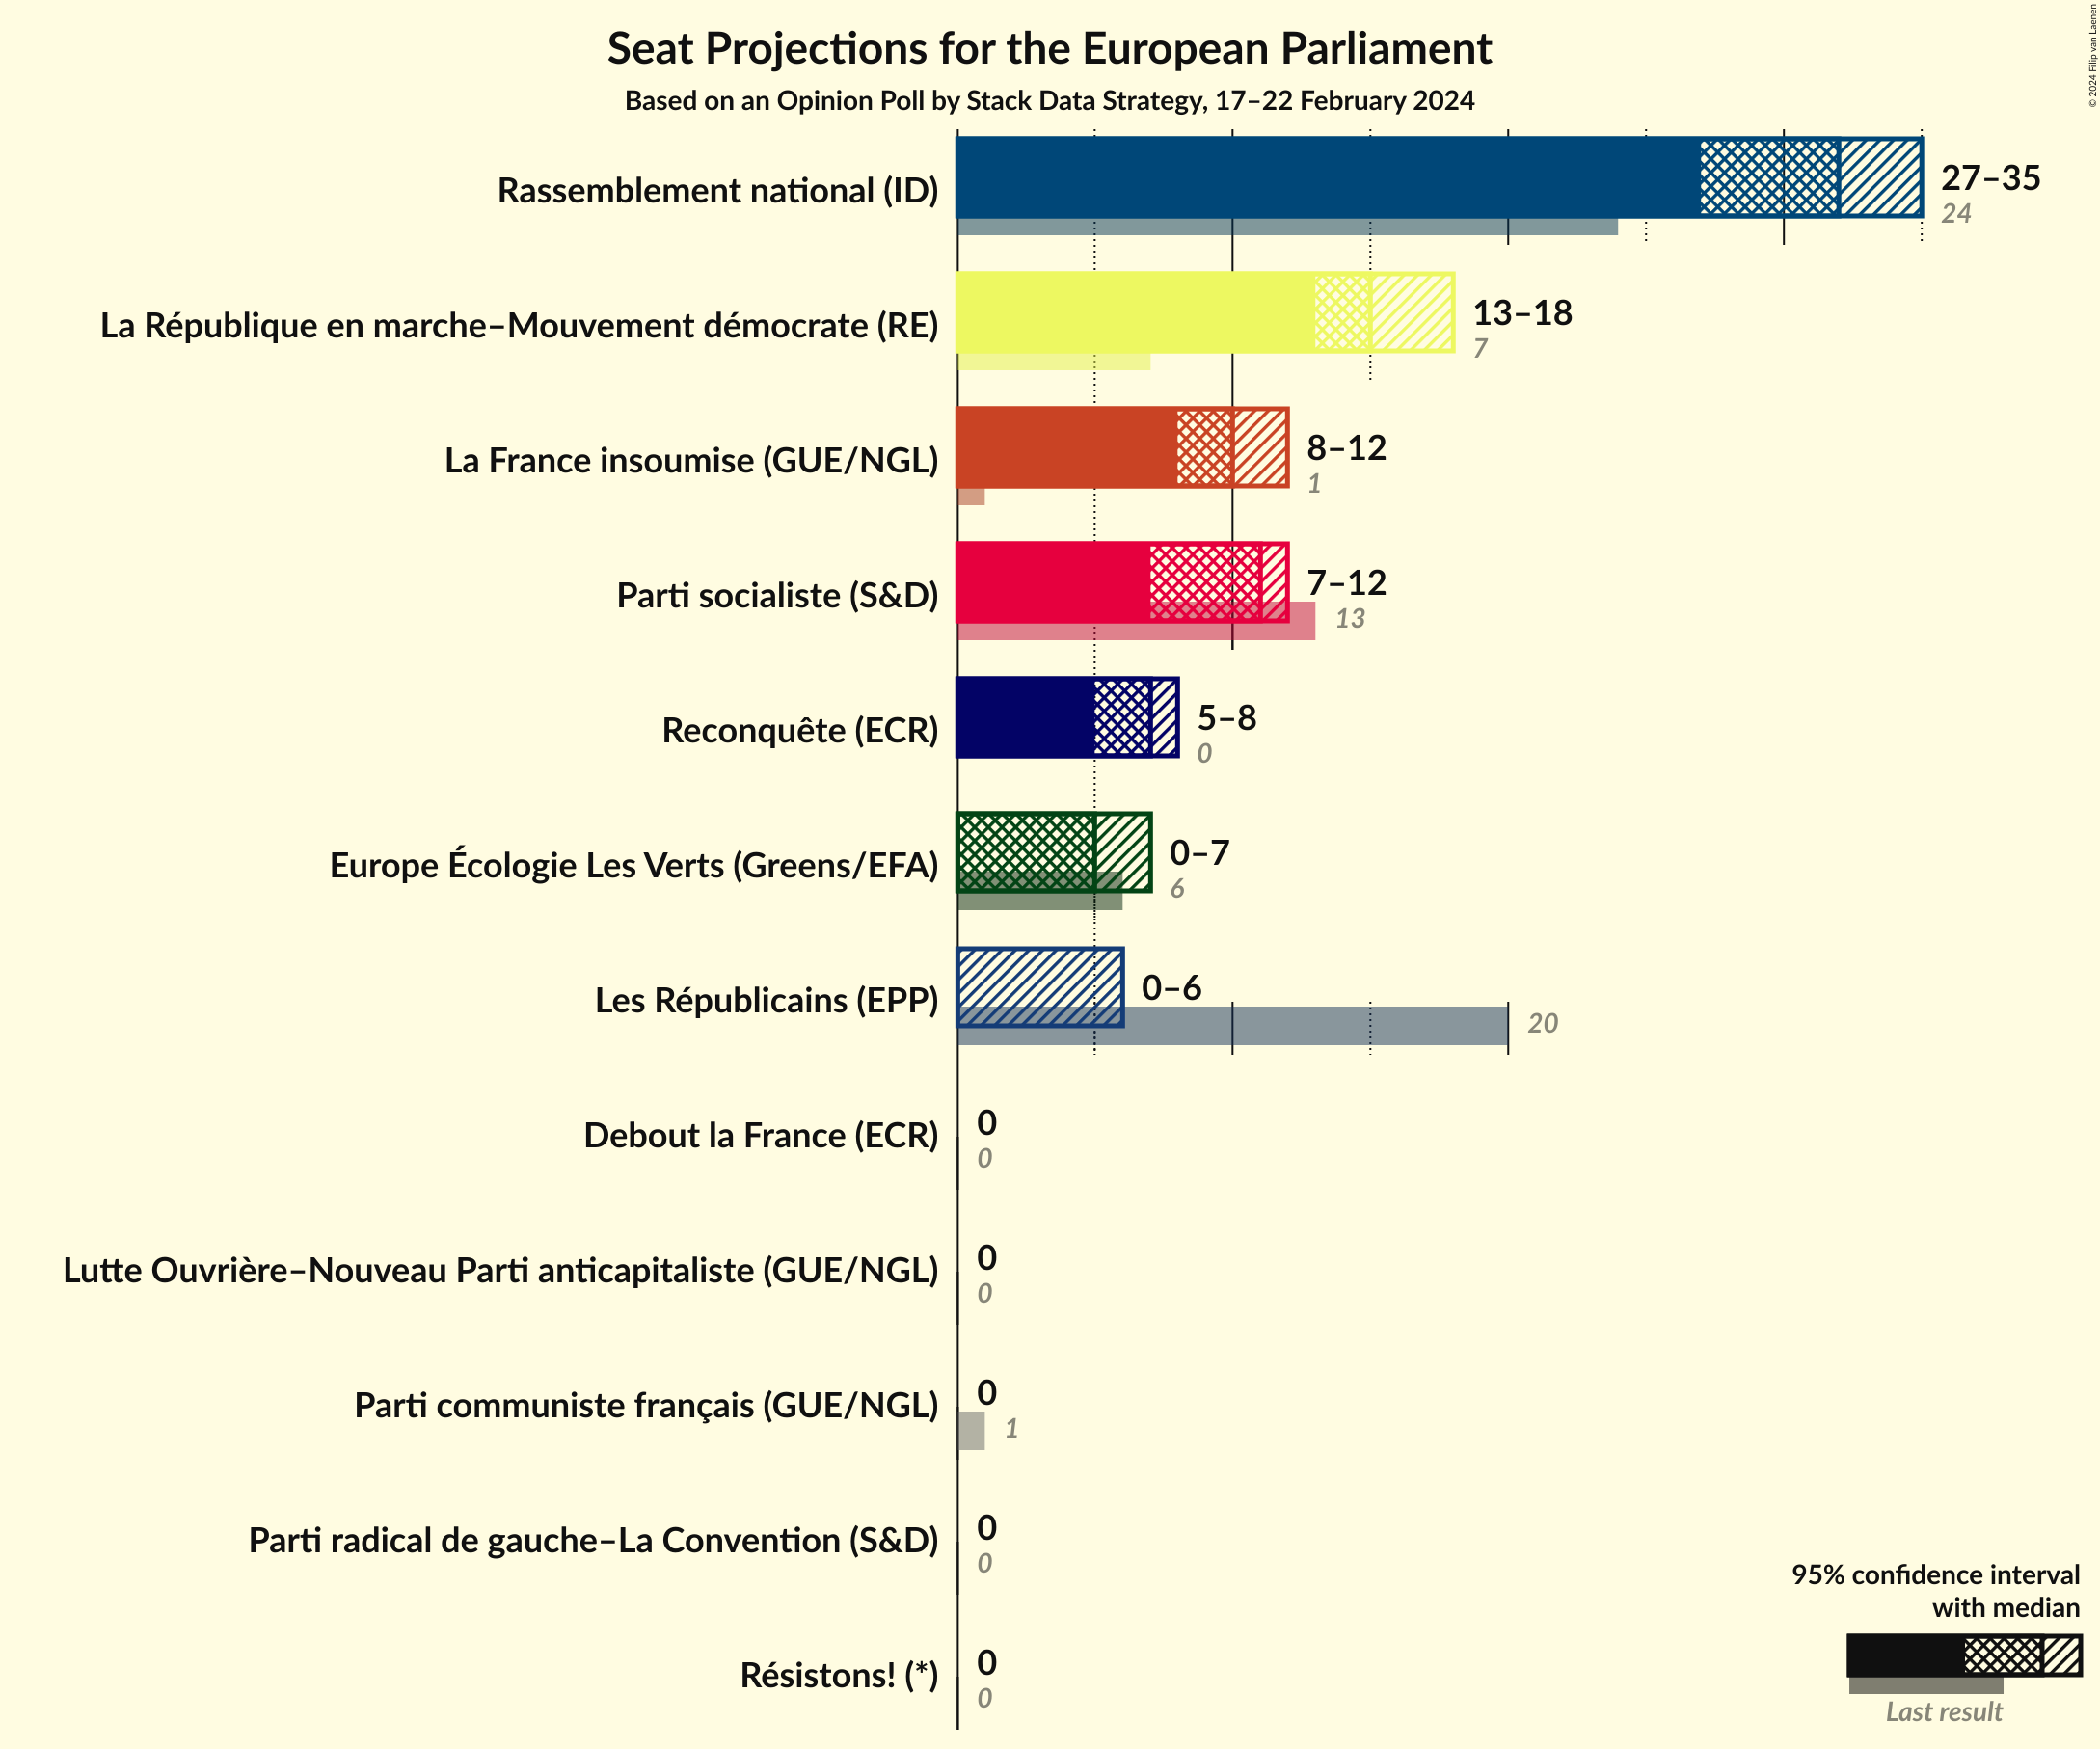 Seat Projections for the European Parliament
Based on an Opinion Poll by Stack Data Strategy, 17–22 February 2024
© 2024 Filip van Laenen
Rassemblement national (ID)
27–35
24
La République en marche–Mouvement démocrate (RE)
13–18
7
La France insoumise (GUE/NGL)
8–12
1
Parti socialiste (S&D)
7–12
13
Reconquête (ECR)
5–8
0
Europe Écologie Les Verts (Greens/EFA)
0–7
6
Les Républicains (EPP)
0–6
20
Debout la France (ECR)
0
0
Lutte Ouvrière–Nouveau Parti anticapitaliste (GUE/NGL)
0
0
Parti communiste français (GUE/NGL)
0
1
Parti radical de gauche–La Convention (S&D)
0
0
Résistons! (*)
0
0
95% confidence interval
with median
Last result